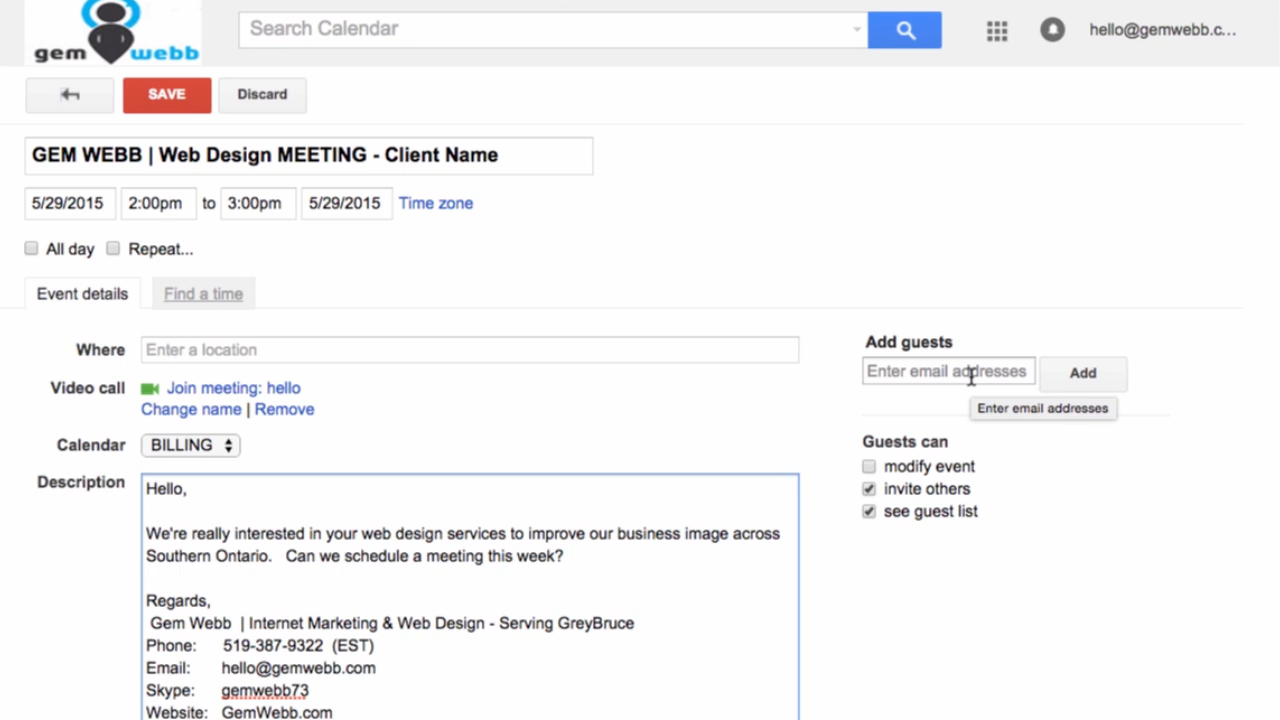 gem webb
Search Calendar
hello@gemwebb.c...
SAVE
Discard
GEM WEBB | Web Design MEETING - Client Name
5/29/2015 2:00pm to 3:00pm 5/29/2015 Time zone
All day Repeat...
Event details Find a time
Where Enter a location
Video call Join meeting: hello
Change name | Remove
Calendar BILLING
Description Hello,
We're really interested in your web design services to improve our business image across
Southern Ontario. Can we schedule a meeting this week?
Regards,
Gem Webb | Internet Marketing & Web Design - Serving GreyBruce
Phone: 519-387-9322 (EST)
Email: hello@gemwebb.com
Skype: gemwebb73
Website: GemWebb.com
Add guests
Enter email addresses Add
Enter email addresses
Guests can
modify event
invite others
see guest list